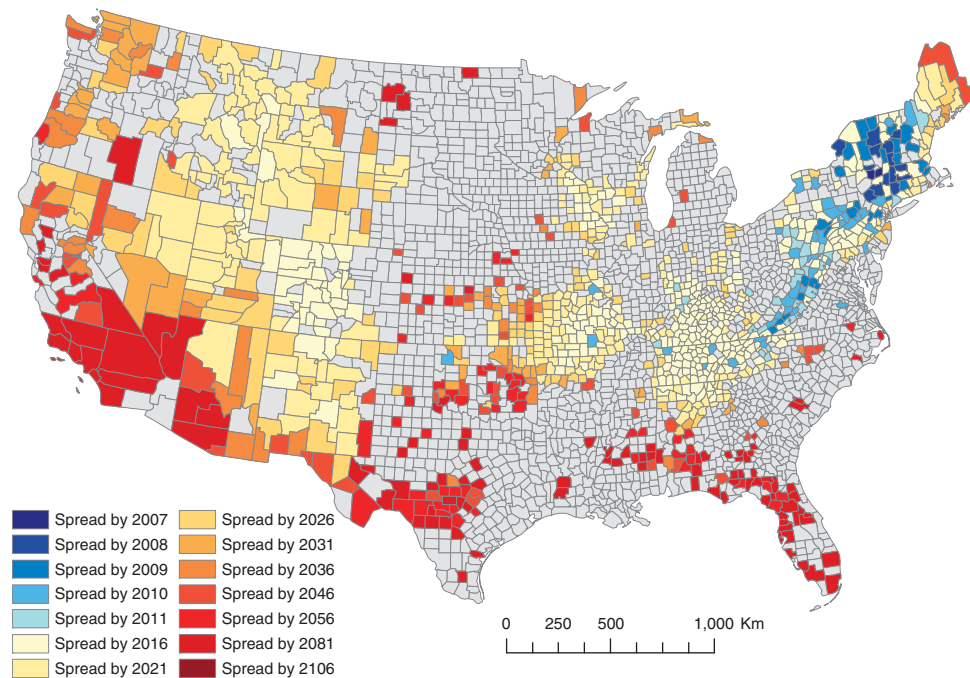 Spread by 2007
Spread by 2008
Spread by 2009
Spread by 2010
Spread by 2011
Spread by 2016
Spread by 2021
Spread by 2026
Spread by 2031
Spread by 2036
Spread by 2046
Spread by 2056
Spread by 2081
Spread by 2106
0 250 500 1,000 Km